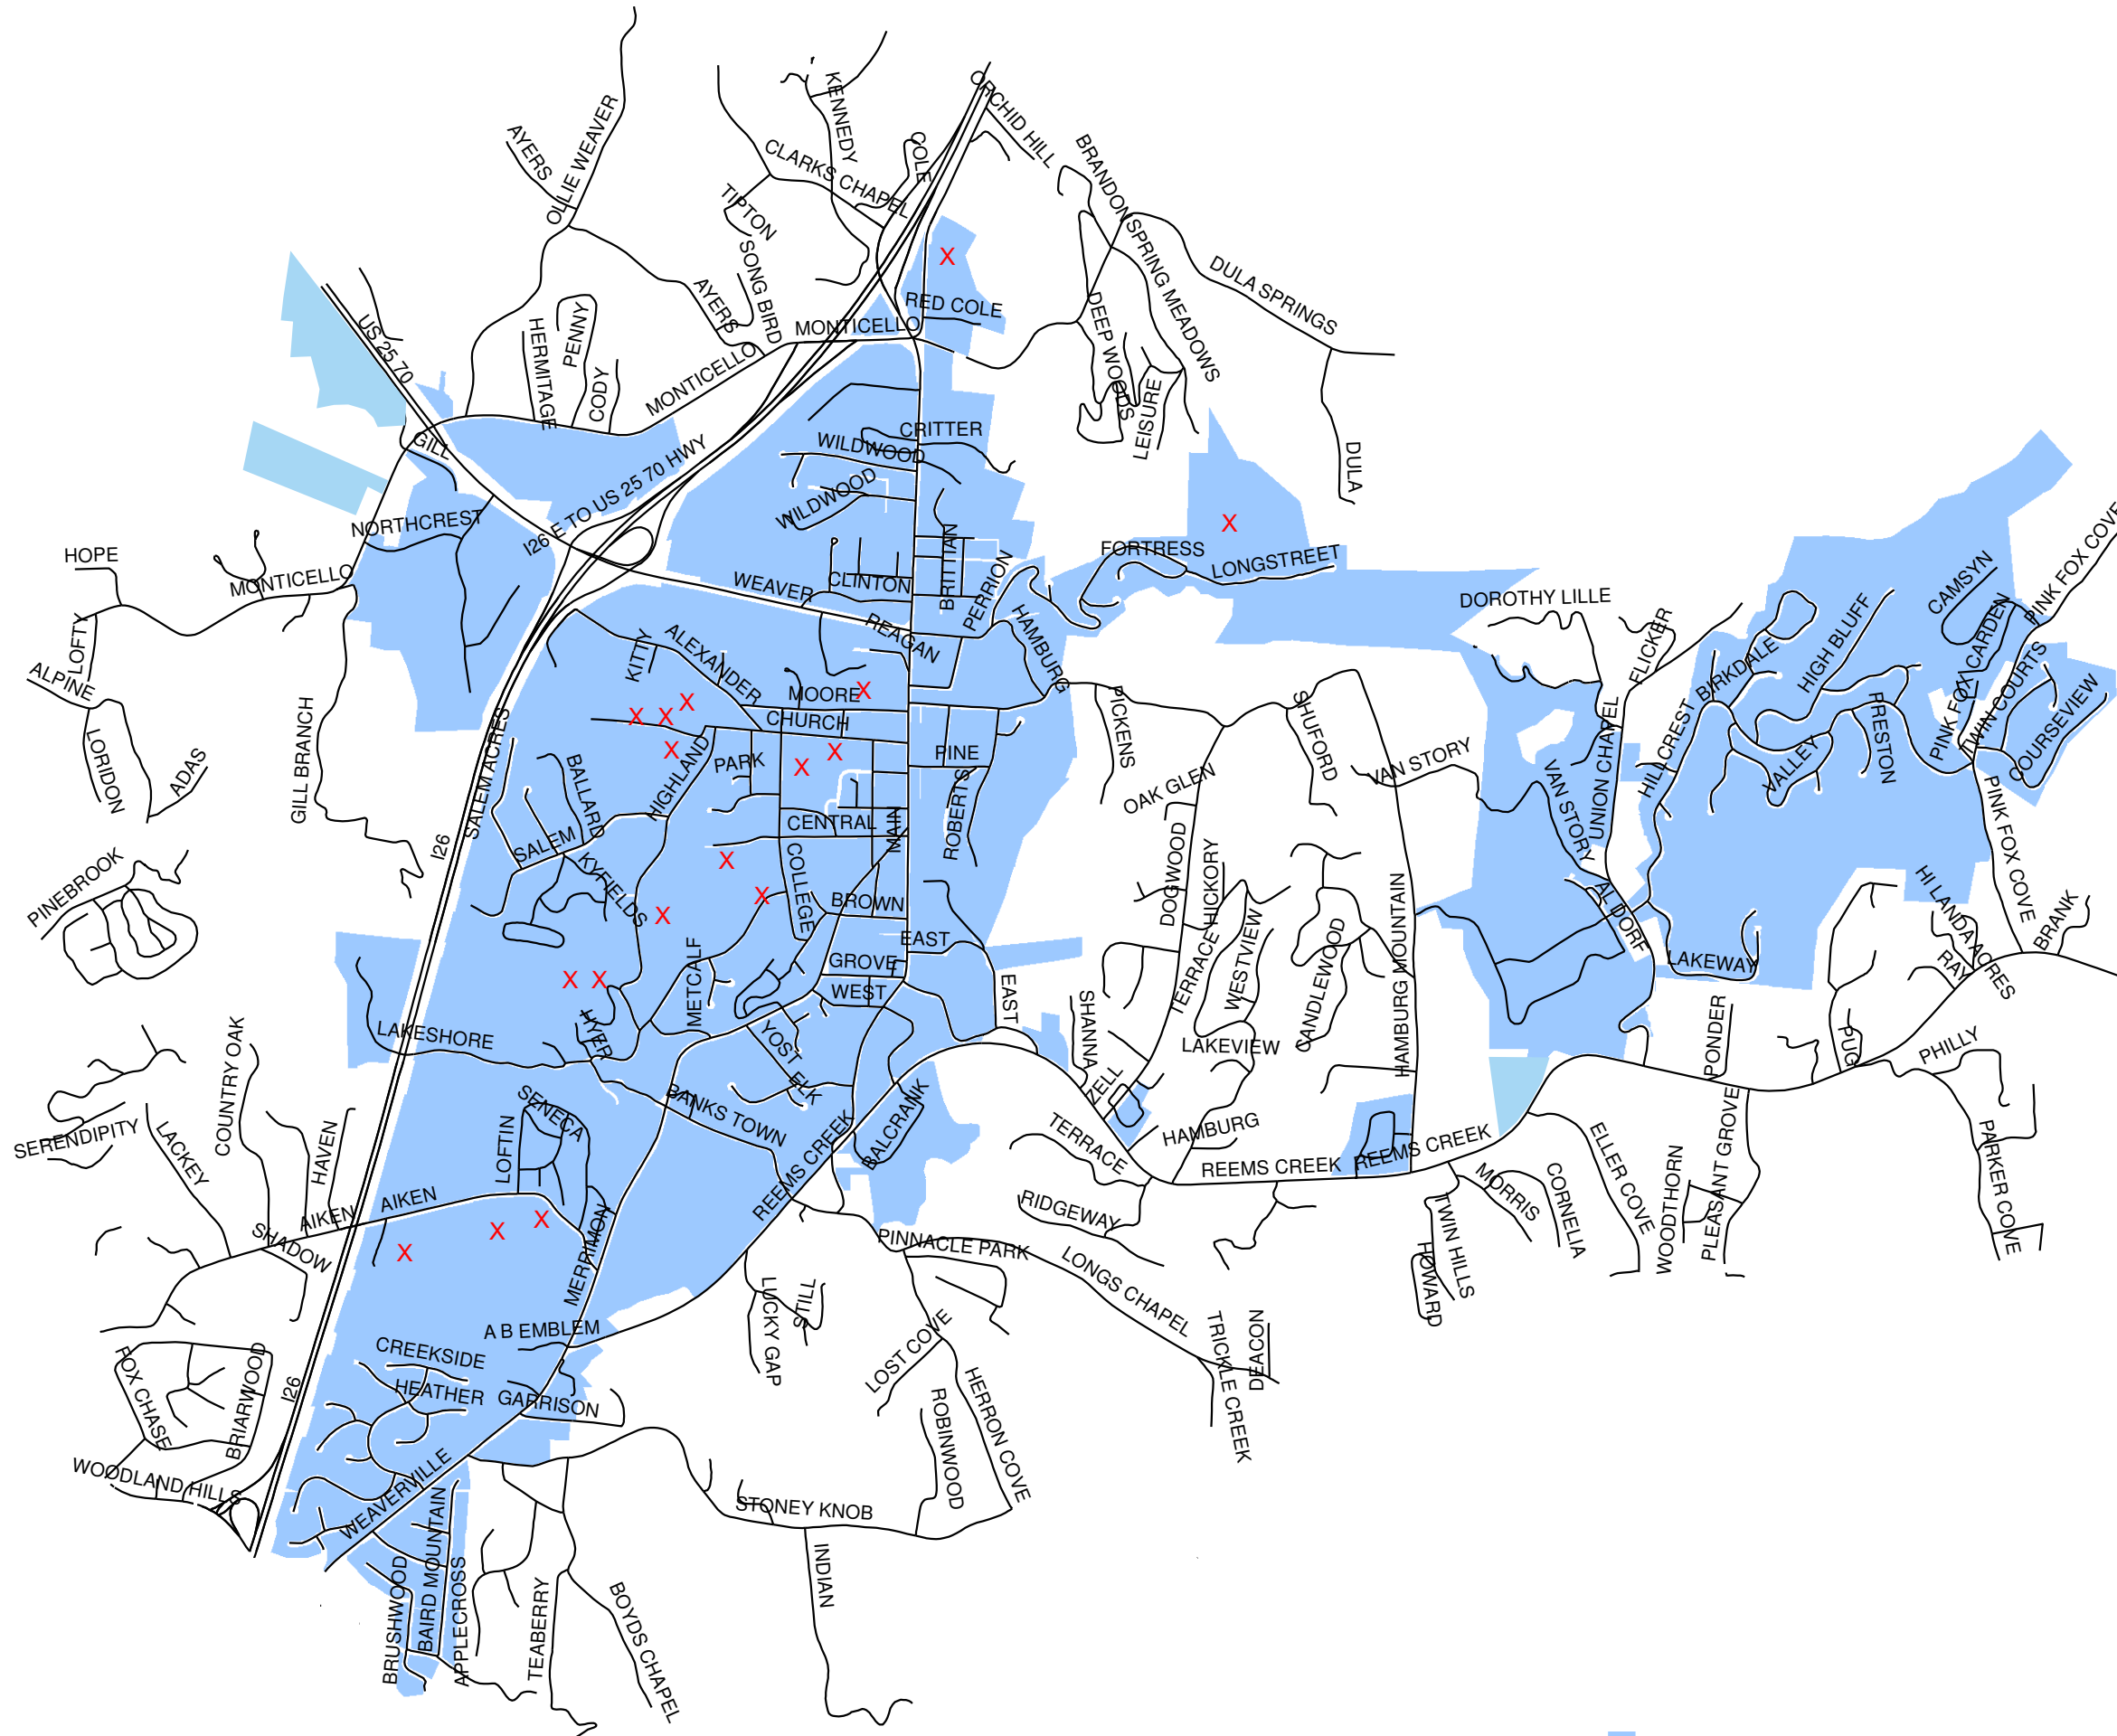 ORCHID HILL
KENNEDY
OLLIE WEAVER
AYERS
COLE
CLARKS CHAPEL
BRANDON
TIPTON
SPRING MEADOWS
SONG BIRD
DULA SPRINGS
X
AYERS
RED COLE
DEEP WOODS
US 25 70
MONTICELLO
PENNY
HERMITAGE
CODY
MONTICELLO
LEISURE
GILL
CRITTER
WILDWOOD
DULA
I26 E TO US 25 70 HWY
WILDWOOD
NORTHCREST
X
HOPE
MONTICELLO
BRITTIAN
FORTRESS
LONGSTREET
PINK FOX COVE
WEAVER
CLINTON
PERRION
CAMSYN
DOROTHY LILLE
LOFTY
KITTY
ALEXANDER
REAGAN
HAMBURG
FLICKER
BIRKDALE
HIGH BLUFF
PINK FOX CARDEN
ALPINE
MOORE
X
X
X
X
CHURCH
PICKENS
SHUFORD
UNION CHAPEL
HILLCREST
PRESTON
TWIN COURTS
COURSEVIEW
LORIDON
ADAS
GILL BRANCH
SALEM ACRES
BALLARD
HIGHLAND
X
PARK
X
X
PINE
OAK GLEN
VAN STORY
VAN STORY
VALLEY
PINK FOX COVE
I26
SALEM
CENTRAL
MAIN
ROBERTS
DOGWOOD
PINEBROOK
KYFIELDS
X
COLLEGE
HICKORY
HI LANDA ACRES
BRANK
X
X
BROWN
WESTVIEW
CANDLEWOOD
HAMBURG MOUNTAIN
ALDORF
EAST
METCALF
GROVE
TERRACE
LAKEWAY
RAY
X
X
WEST
EAST
SHANNA
LAKESHORE
HYER
YOST
LAKEVIEW
PONDER
PUG
PHILLY
COUNTRY OAK
ELK
ZELL
SENECA
BANKS TOWN
BALCRANK
SERENDIPITY
LACKEY
HAVEN
LOFTIN
REEMS CREEK
TERRACE
HAMBURG
REEMS CREEK
REEMS CREEK
ELLER COVE
WOODTHORN
PLEASANT GROVE
PARKER COVE
AIKEN
AIKEN
SHADOW
X
X
X
MERRIMON
RIDGEWAY
MORRIS
CORNELIA
TWIN HILLS
HOWARD
PINNACLE PARK
LONGS CHAPEL
LUCKY GAP
STILL
A B EMBLEM
CREEKSIDE
LOST COVE
TRICKLE CREEK
DEACON
FOX CHASE
BRIARWOOD
I26
HEATHER
GARRISON
HERRON COVE
ROBINWOOD
WOODLAND HILLS
WEAVERVILLE
STONEY KNOB
BRUSHWOOD
BAIRD MOUNTAIN
APPLECROSS
TEABERRY
BOYDS CHAPEL
INDIAN